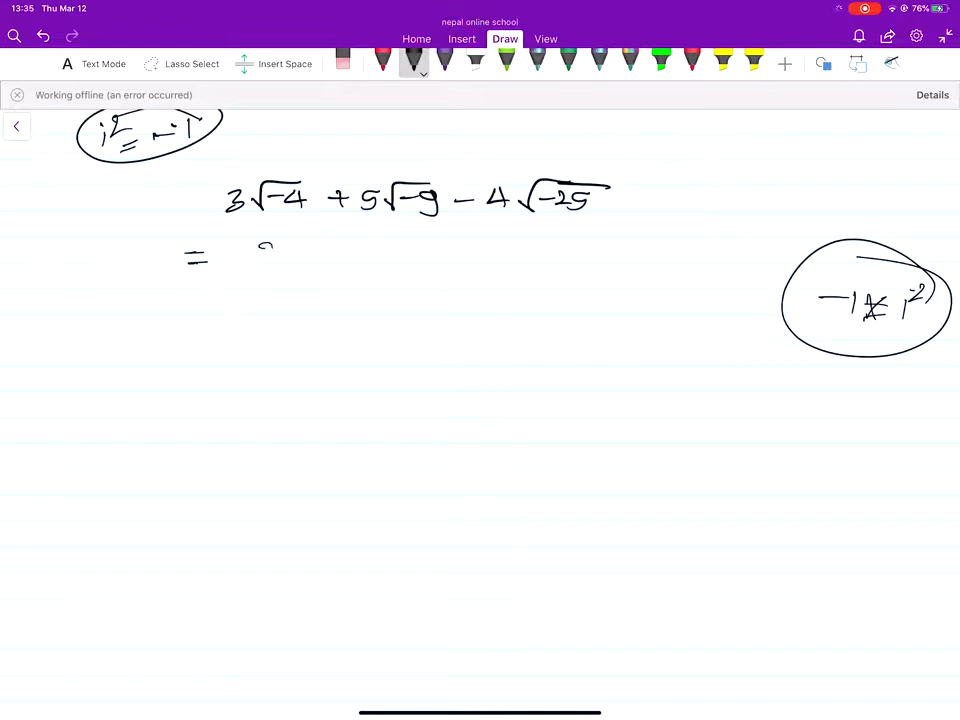 13:35 Thu Mar 12
76%
nepal online school
Home Insert Draw View
A Text Mode Lasso Select Insert Space
Working offline (an error occurred) Details
i² = -1
3√-4 + 5√-9 - 4√-25
=
-1 = i²